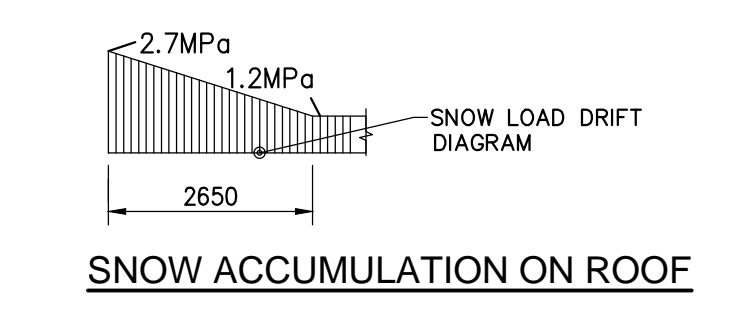 2.7MPa
1.2MPa
SNOW LOAD DRIFT
DIAGRAM
2650
SNOW ACCUMULATION ON ROOF